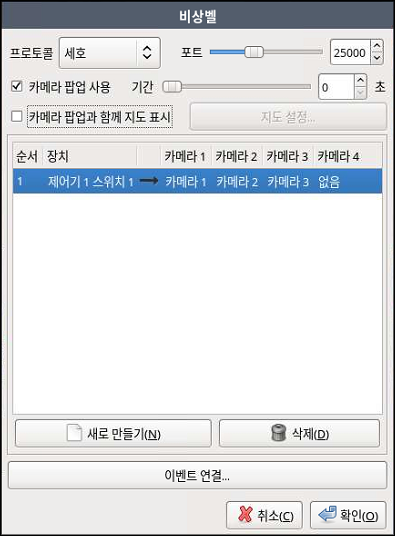 비상벨
프로토콜 세호 포트 25000
카메라 팝업 사용 기간 0 초
카메라 팝업과 함께 지도 표시 지도 설정...
순서 장치 카메라 1 카메라 2 카메라 3 카메라 4
1 제어기 1 스위치 1 카메라 1 카메라 2 카메라 3 없음
새로 만들기(N) 삭제(D)
이벤트 연결...
취소(C) 확인(O)